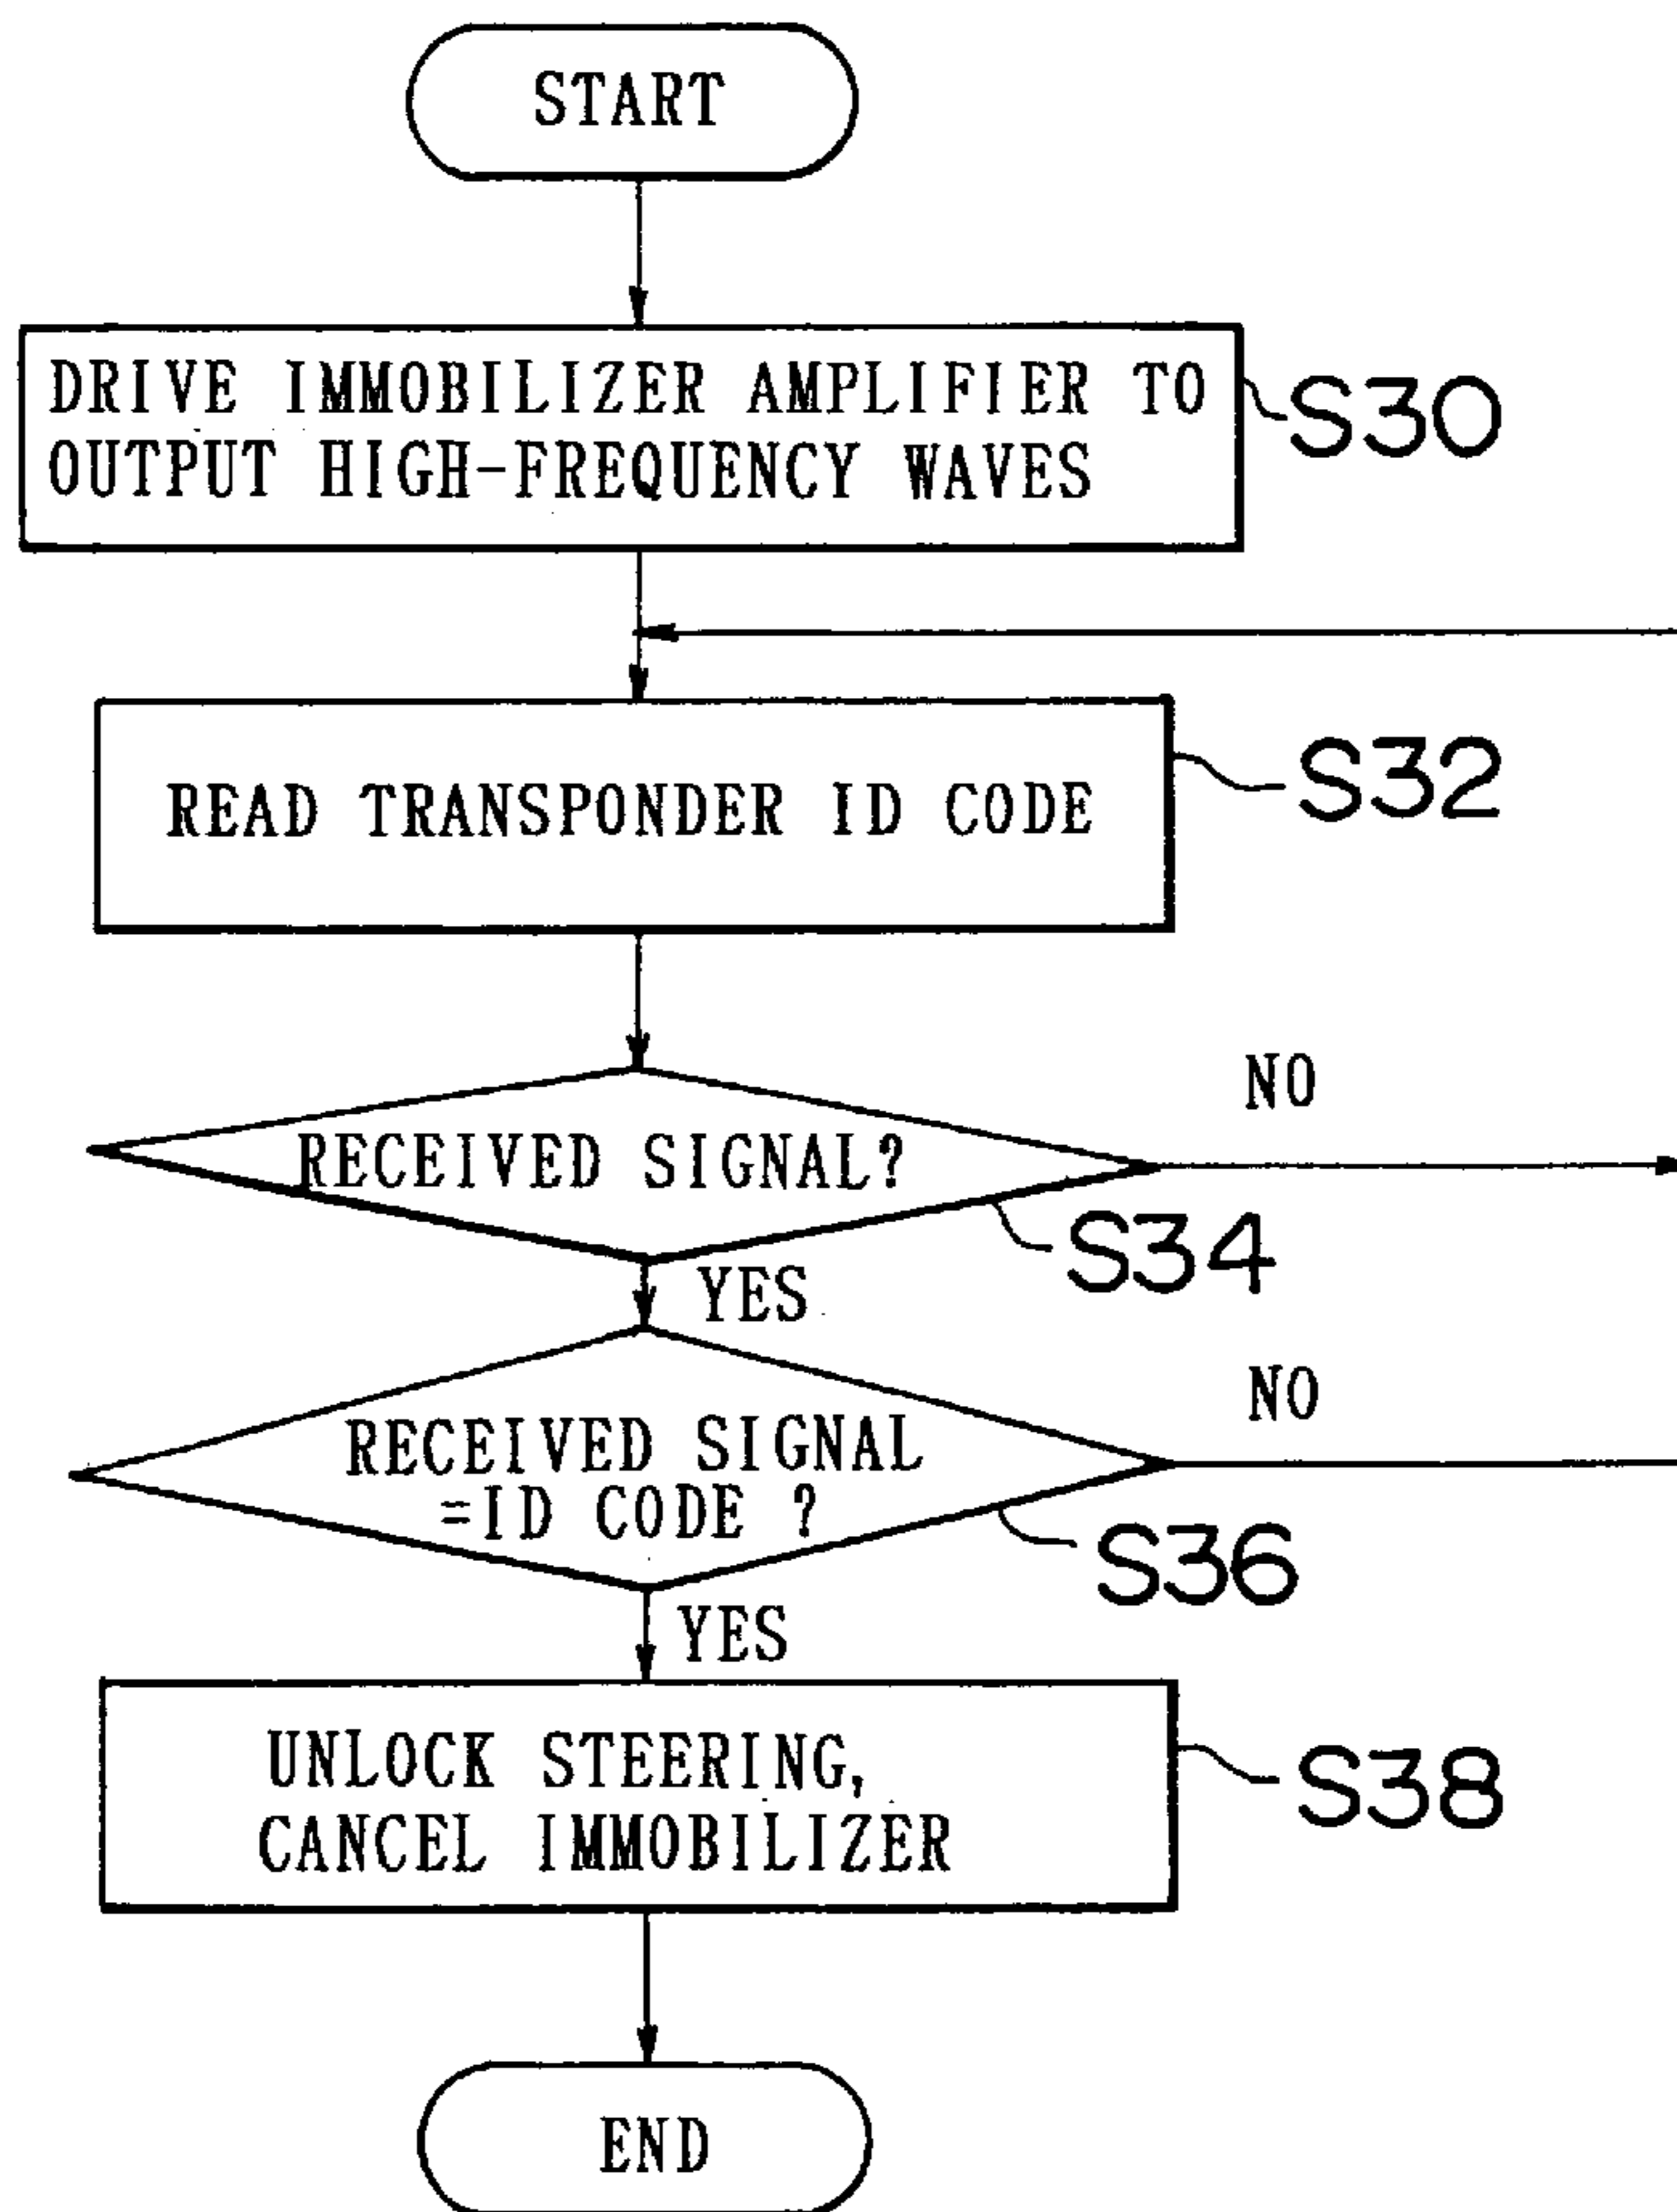 START
DRIVE IMMOBILIZER AMPLIFIER TO
OUTPUT HIGH-FREQUENCY WAVES
S30
READ TRANSPONDER ID CODE
S32
RECEIVED SIGNAL?
NO
S34
YES
RECEIVED SIGNAL
=ID CODE ?
NO
S36
YES
UNLOCK STEERING,
CANCEL IMMOBILIZER
S38
END